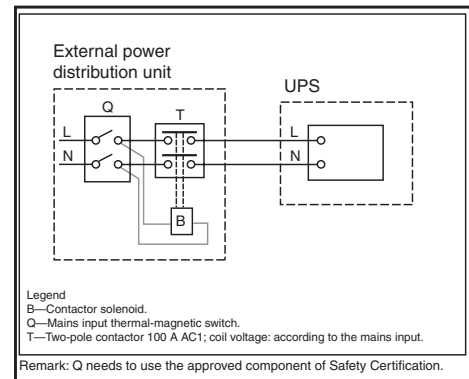 External power
distribution unit
UPS
Q
T
L
L
N
N
B
Legend
B—Contactor solenoid.
Q—Mains input thermal-magnetic switch.
T—Two-pole contactor 100 A AC1; coil voltage: according to the mains input.
Remark: Q needs to use the approved component of Safety Certification.